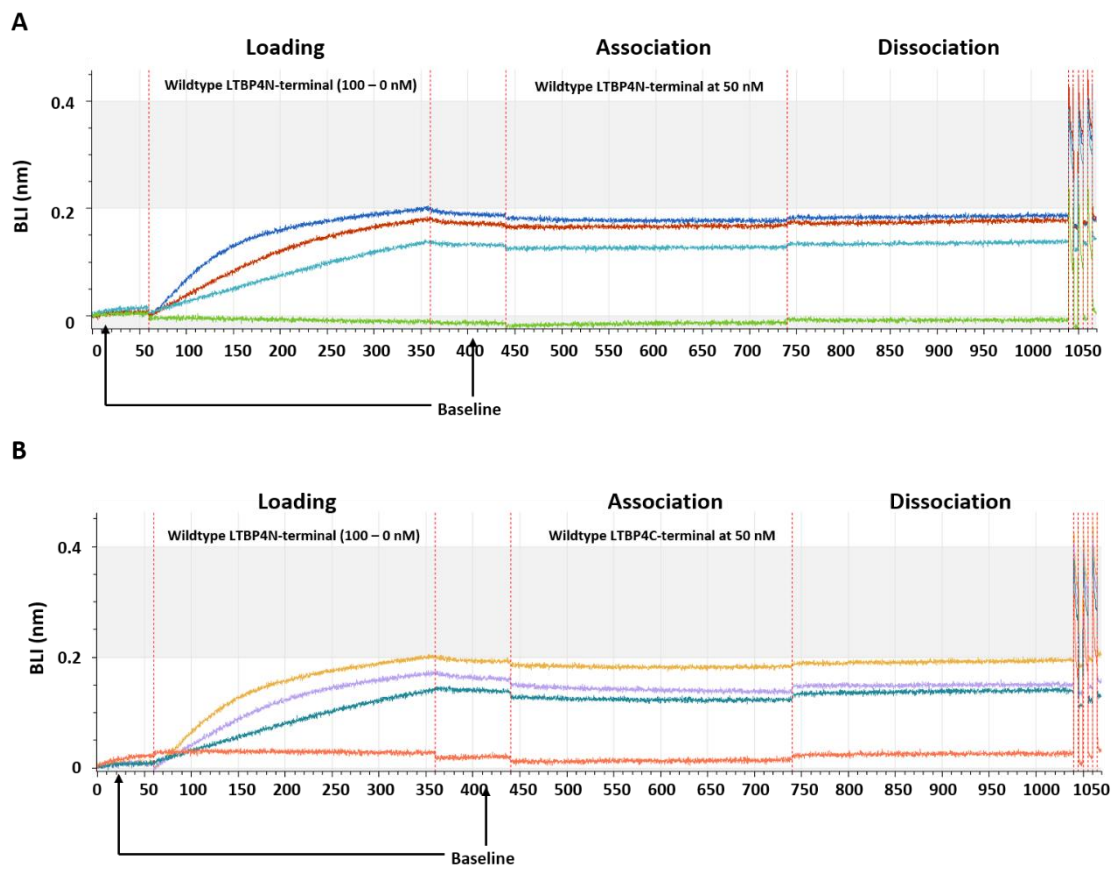 A
Loading Association Dissociation
Wildtype LTBP4N-terminal (100 – 0 nM) Wildtype LTBP4N-terminal at 50 nM
0.4
0.2
0
BLI (nm)
0 50 100 150 200 250 300 350 400 450 500 550 600 650 700 750 800 850 900 950 1000 1050
Baseline
B
Loading Association Dissociation
Wildtype LTBP4N-terminal (100 – 0 nM) Wildtype LTBP4C-terminal at 50 nM
0.4
0.2
0
BLI (nm)
0 50 100 150 200 250 300 350 400 450 500 550 600 650 700 750 800 850 900 950 1000 1050
Baseline